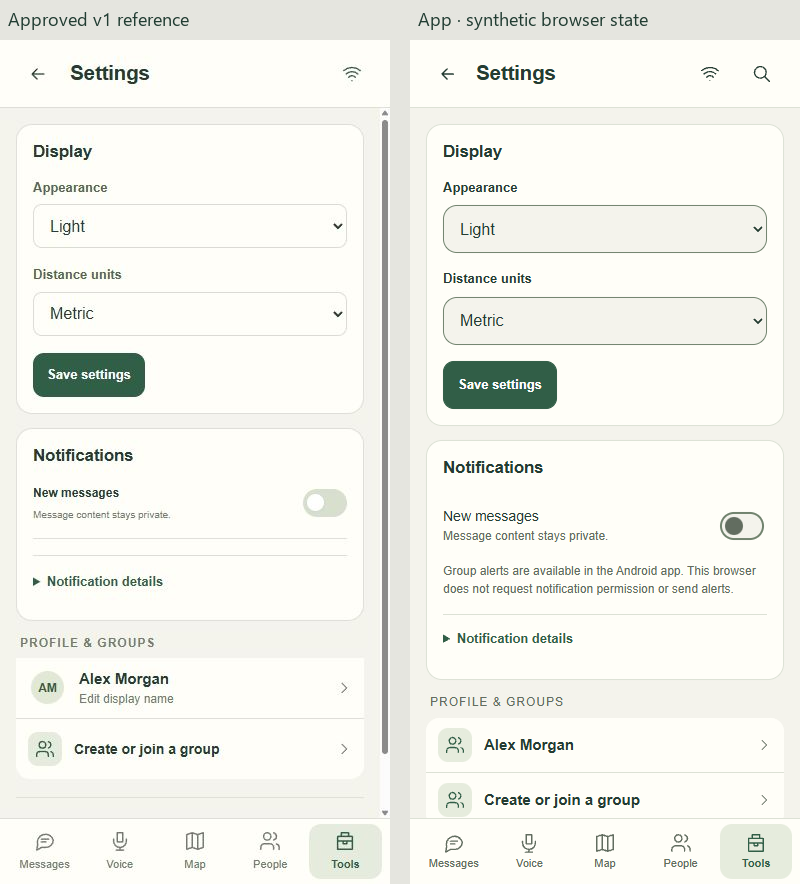 Approved v1 reference
Settings
Display
Appearance
Light
Distance units
Metric
Save settings
Notifications
New messages
Message content stays private.
Notification details
PROFILE & GROUPS
AM
Alex Morgan
Edit display name
Create or join a group
Messages
Voice
Map
People
Tools
App · synthetic browser state
Settings
Display
Appearance
Light
Distance units
Metric
Save settings
Notifications
New messages
Message content stays private.
Group alerts are available in the Android app. This browser
does not request notification permission or send alerts.
Notification details
PROFILE & GROUPS
Alex Morgan
Create or join a group
Messages
Voice
Map
People
Tools